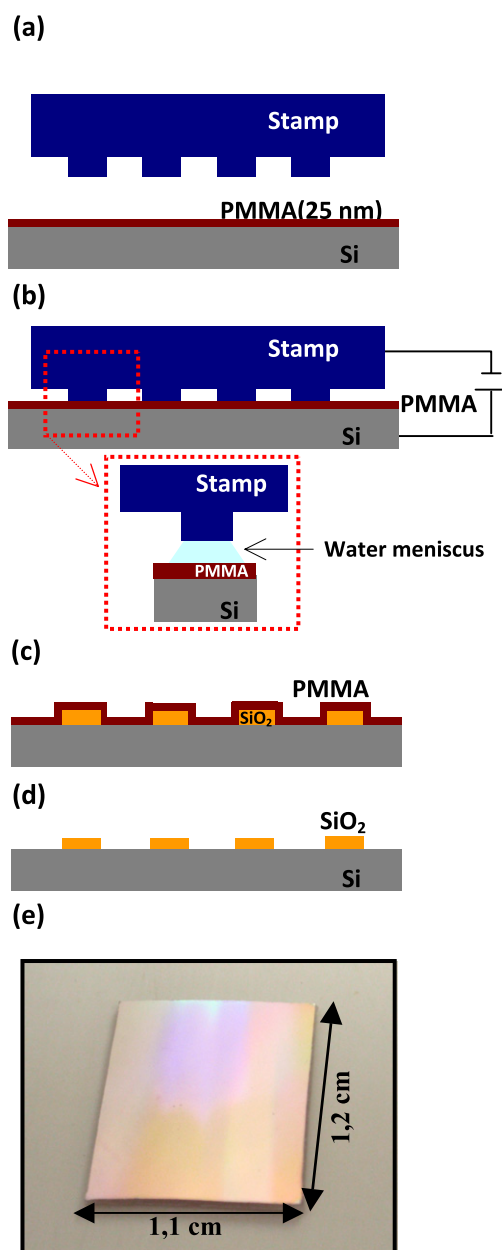 (a)
Stamp
PMMA(25 nm)
Si
(b)
Stamp
PMMA
Si
Stamp
Water meniscus
PMMA
Si
(c)
PMMA
SiO₂
(d)
SiO₂
Si
(e)
1,2 cm
1,1 cm